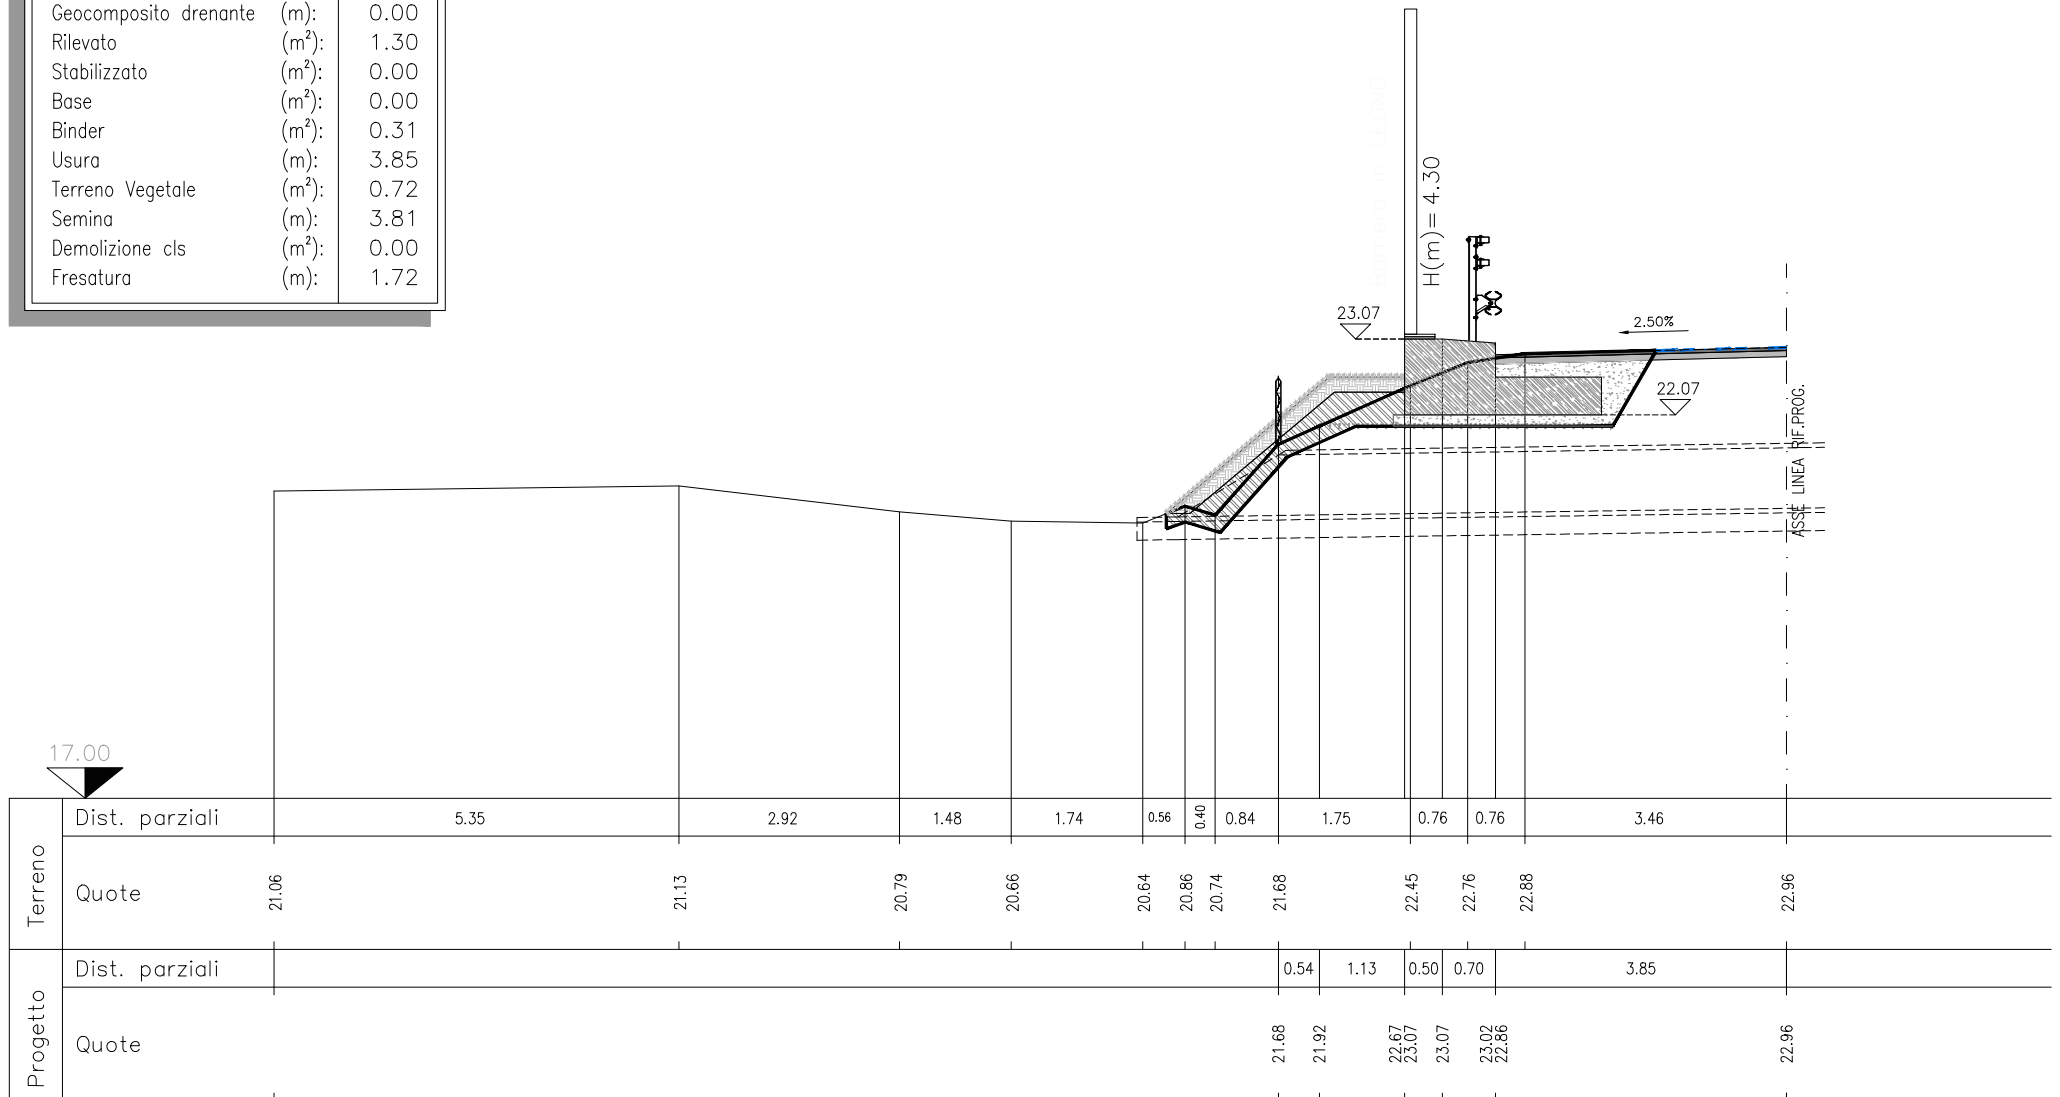 Geocomposito drenante (m): 0.00
Rilevato (m²): 1.30
Stabilizzato (m²): 0.00
Base (m²): 0.00
Binder (m²): 0.31
Usura (m): 3.85
Terreno Vegetale (m²): 0.72
Semina (m): 3.81
Demolizione cls (m²): 0.00
Fresatura (m): 1.72
H(m)= 4.30
23.07
2.50%
22.07
ASSE LINEA RIF.PROG.
17.00
Terreno
Dist. parziali 5.35 2.92 1.48 1.74 0.56 0.40 0.84 1.75 0.76 0.76 3.46
Quote 21.06 21.13 20.79 20.66 20.64 20.86 20.74 21.68 22.45 22.76 22.88 22.96
Progetto
Dist. parziali 0.54 1.13 0.50 0.70 3.85
Quote 21.68 21.92 22.67 23.07 23.07 23.02 22.86 22.96